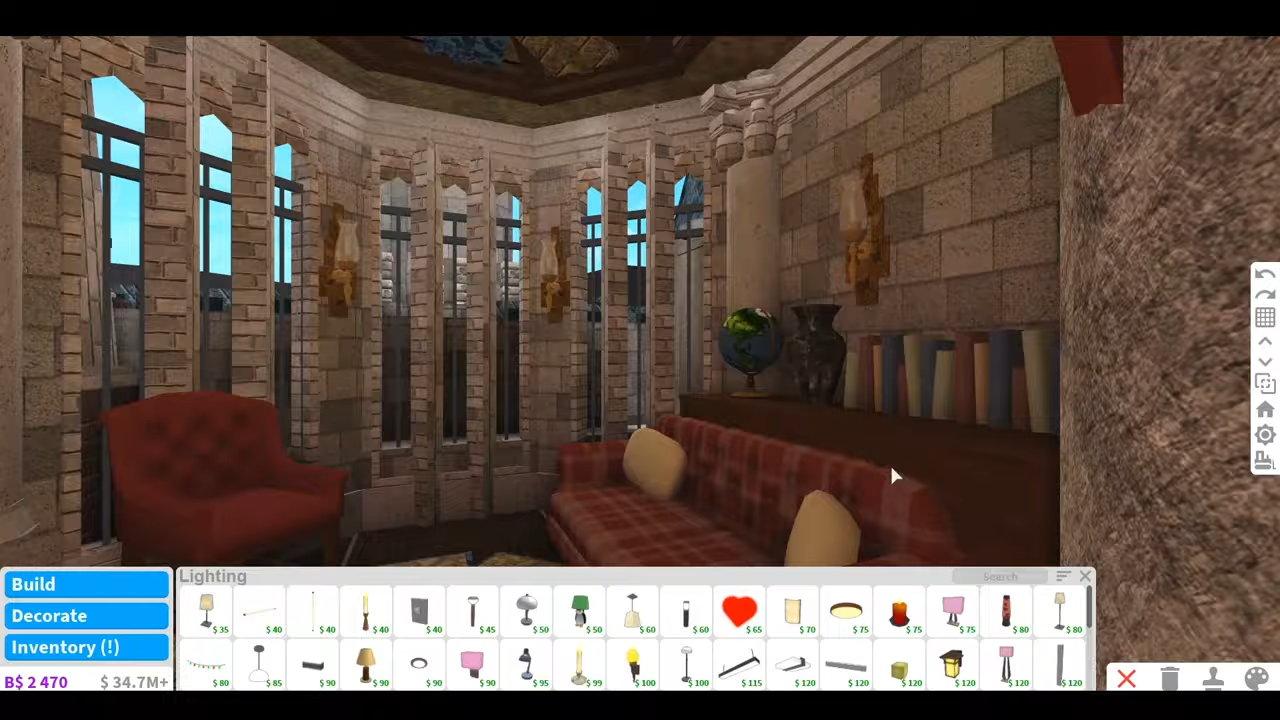 Lighting
Search
Build
Decorate
Inventory (!)
B$ 2 470 $ 34.7M+
$ 35 $ 40 $ 40 $ 40 $ 40 $ 45 $ 50 $ 50 $ 60 $ 60 $ 65 $ 70 $ 75 $ 75 $ 75 $ 80 $ 80
$ 80 $ 85 $ 90 $ 90 $ 90 $ 90 $ 95 $ 99 $ 100 $ 100 $ 115 $ 120 $ 120 $ 120 $ 120 $ 120 $ 120